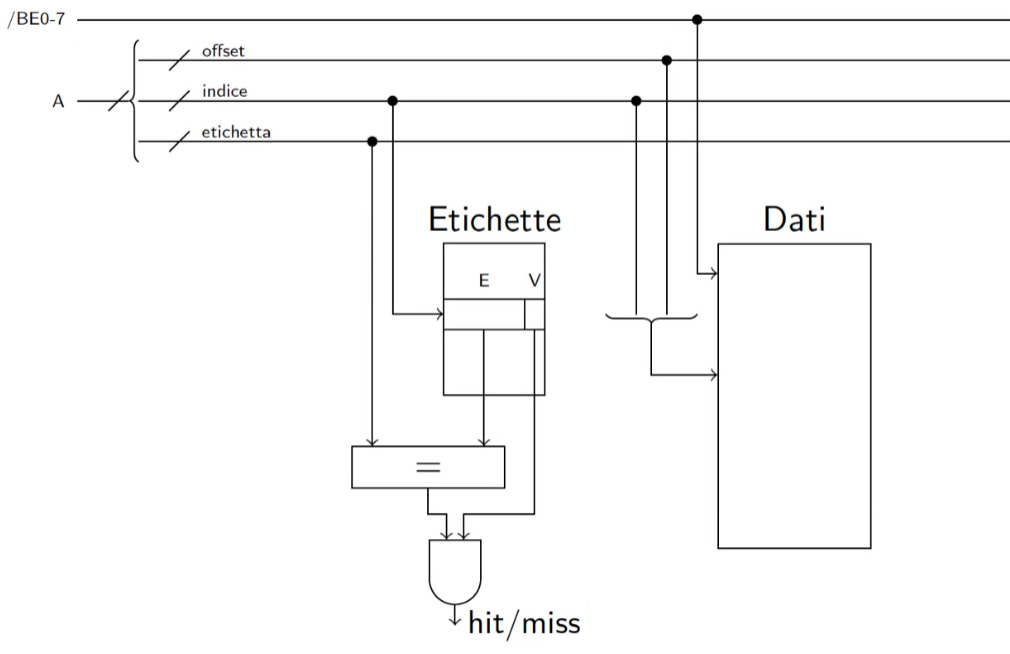 /BE0-7
offset
A
indice
etichetta
Etichette
Dati
E V
=
hit/miss